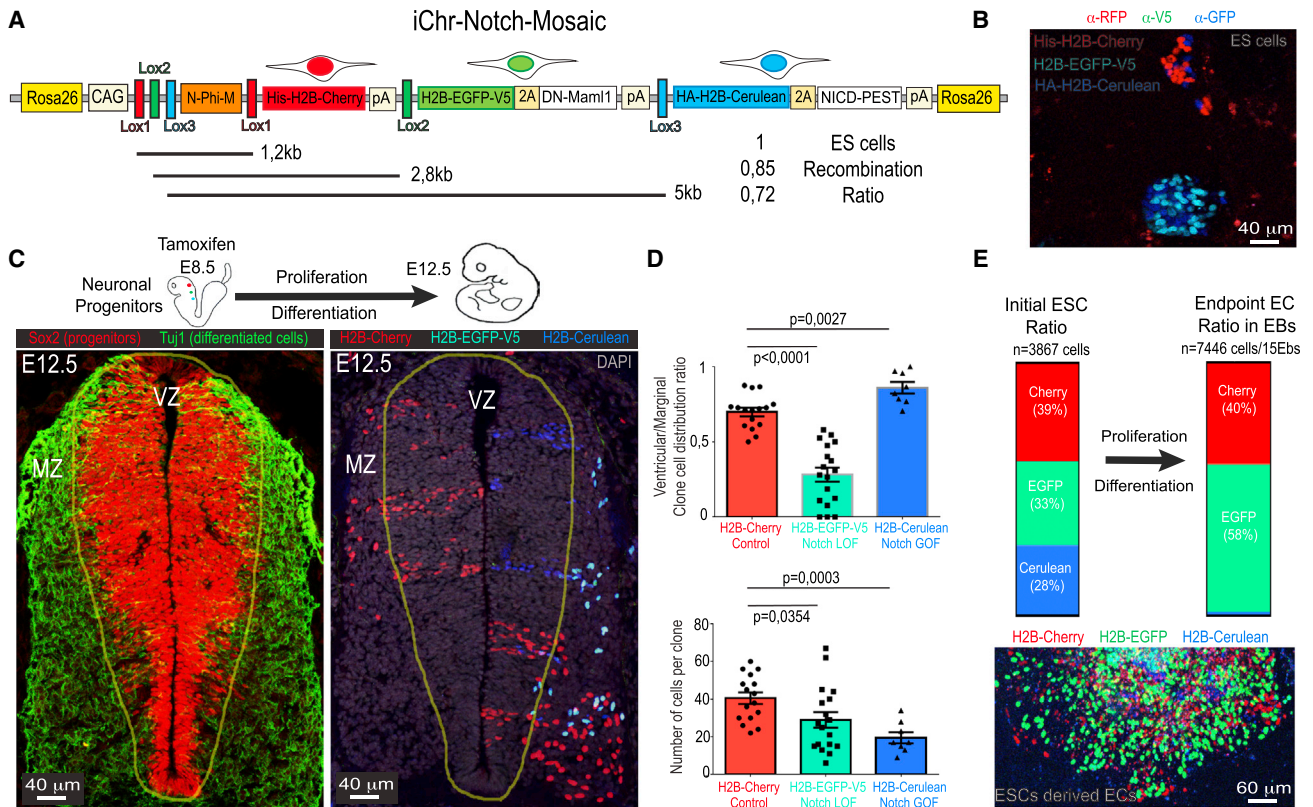 A
iChr-Notch-Mosaic
Lox2
Rosa26 CAG N-Phi-M His-H2B-Cherry pA H2B-EGFP-V5 2A DN-Maml1 pA HA-H2B-Cerulean 2A NICD-PEST pA Rosa26
Lox1 Lox3 Lox1 Lox2 Lox3
1,2kb
2,8kb
5kb
1 ES cells
0,85 Recombination
0,72 Ratio
B
α-RFP α-V5 α-GFP
His-H2B-Cherry ES cells
H2B-EGFP-V5
HA-H2B-Cerulean
40 μm
C
Tamoxifen
E8.5
Neuronal
Progenitors
Proliferation
Differentiation
E12.5
Sox2 (progenitors) Tuj1 (differentiated cells)
E12.5
VZ
MZ
40 μm
H2B-Cherry H2B-EGFP-V5 H2B-Cerulean
E12.5 DAPI
VZ
MZ
40 μm
D
p=0,0027
p<0,0001
Ventricular/Marginal
Clone cell distribution ratio
1
0,5
0
H2B-Cherry
Control
H2B-EGFP-V5
Notch LOF
H2B-Cerulean
Notch GOF
p=0,0003
p=0,0354
Number of cells per clone
80
60
40
20
0
H2B-Cherry
Control
H2B-EGFP-V5
Notch LOF
H2B-Cerulean
Notch GOF
E
Initial ESC
Ratio
n=3867 cells
Endpoint EC
Ratio in EBs
n=7446 cells/15Ebs
Cherry
(39%)
EGFP
(33%)
Cerulean
(28%)
Proliferation
Differentiation
Cherry
(40%)
EGFP
(58%)
H2B-Cherry H2B-EGFP H2B-Cerulean
ESCs derived ECs
60 μm